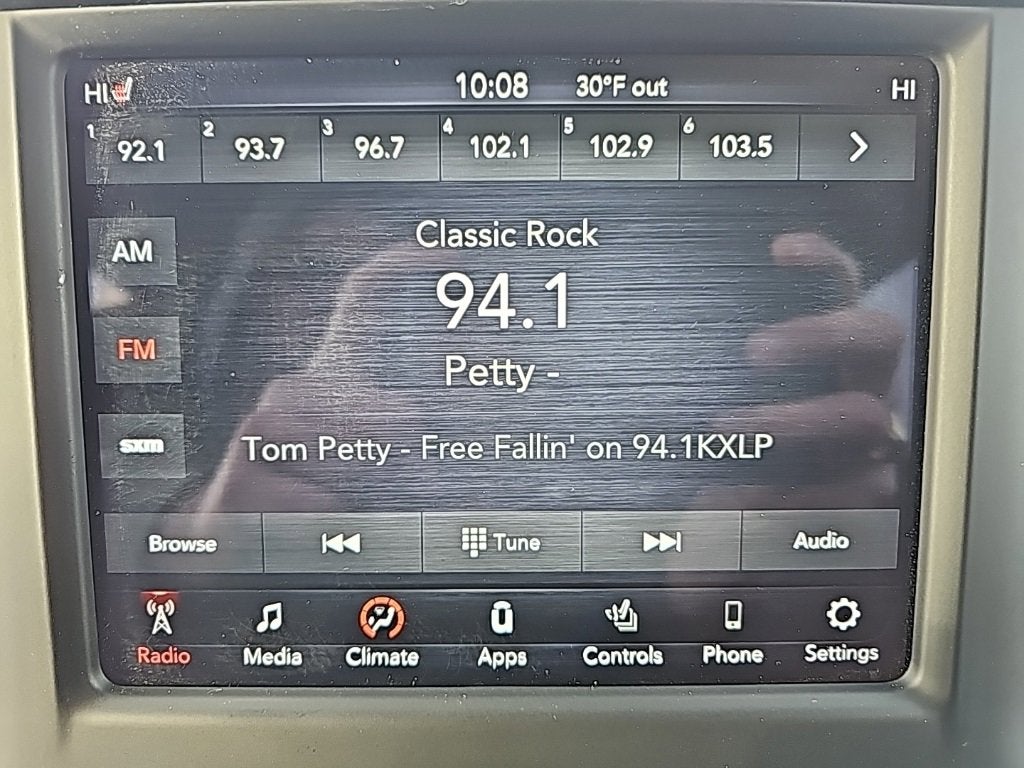 HI 10:08 30°F out HI
1 92.1 2 93.7 3 96.7 4 102.1 5 102.9 6 103.5
Classic Rock
AM
94.1
FM
Petty -
sxm
Tom Petty - Free Fallin' on 94.1KXLP
Browse Tune Audio
Radio Media Climate Apps Controls Phone Settings